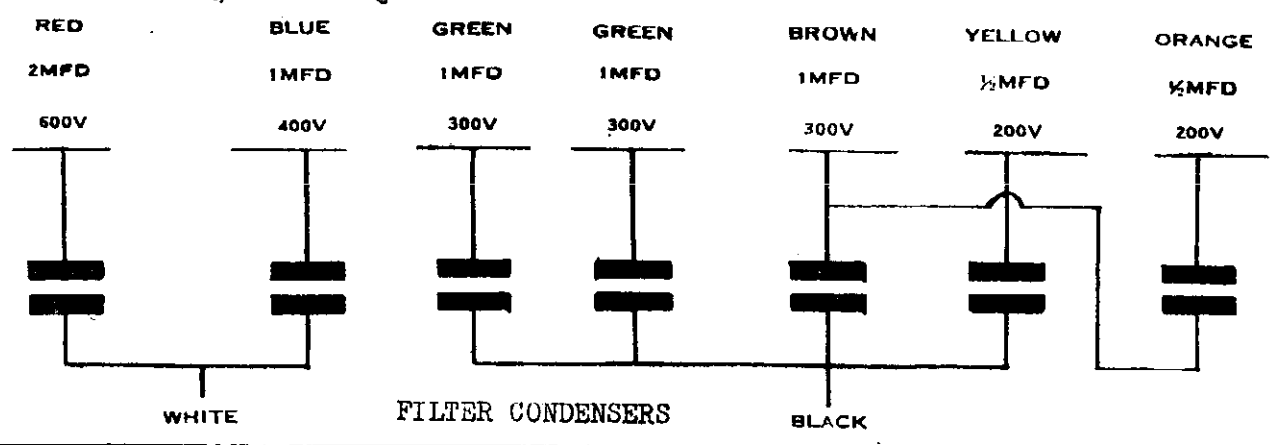 RED BLUE GREEN GREEN BROWN YELLOW ORANGE
2MFD 1MFD 1MFD 1MFD 1MFD ½MFD ½MFD
600V 400V 300V 300V 300V 200V 200V
WHITE FILTER CONDENSERS BLACK